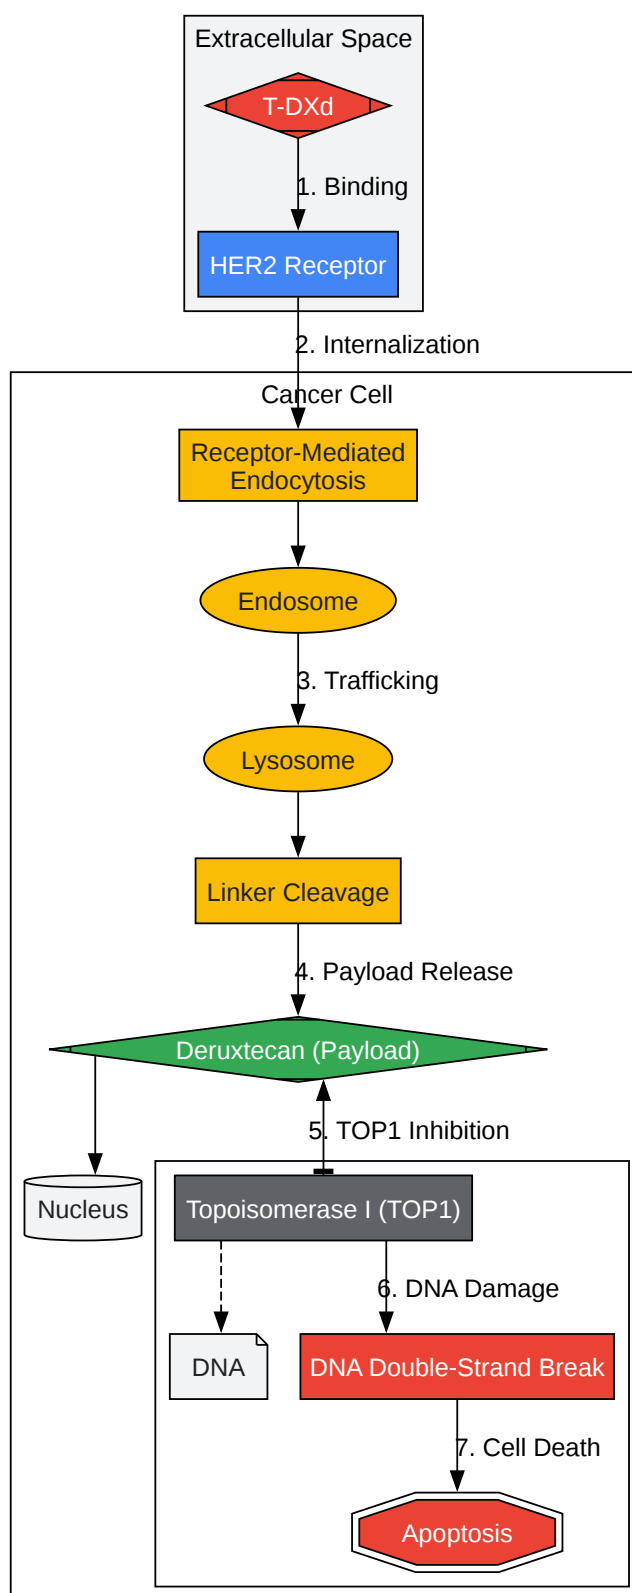 Extracellular Space
T-DXd
1. Binding
HER2 Receptor
2. Internalization
Cancer Cell
Receptor-Mediated
Endocytosis
Endosome
3. Trafficking
Lysosome
Linker Cleavage
4. Payload Release
Deruxtecan (Payload)
5. TOP1 Inhibition
Nucleus
Topoisomerase I (TOP1)
6. DNA Damage
DNA
DNA Double-Strand Break
7. Cell Death
Apoptosis